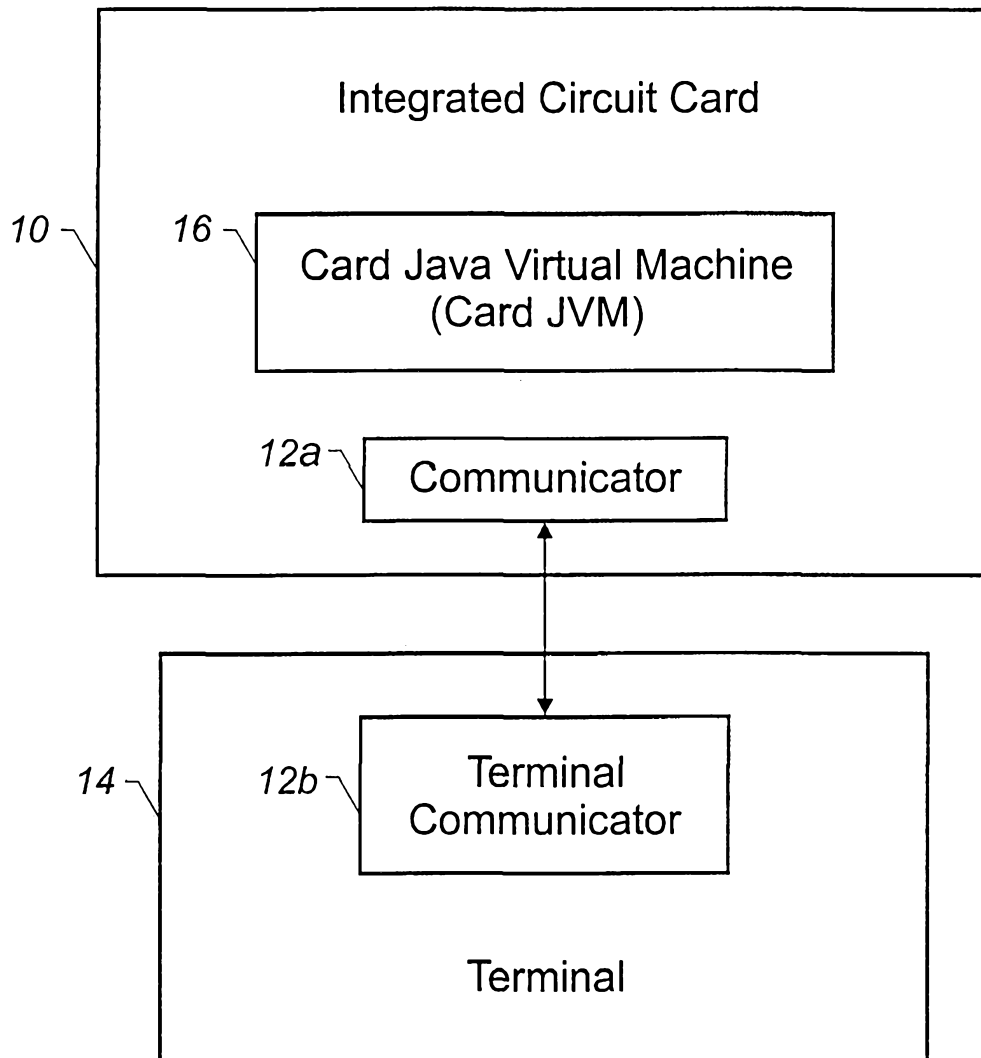 Integrated Circuit Card
10
16
Card Java Virtual Machine
(Card JVM)
12a
Communicator
14
12b
Terminal
Communicator
Terminal